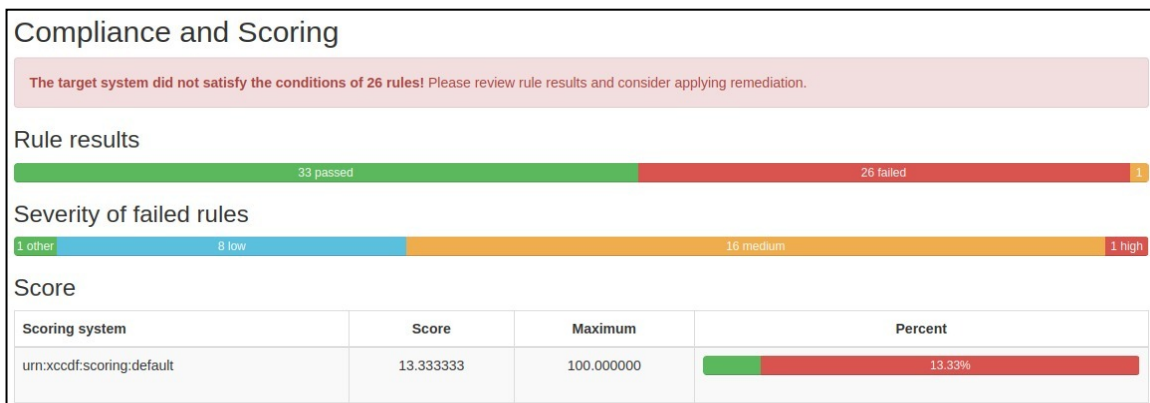 Compliance and Scoring
The target system did not satisfy the conditions of 26 rules! Please review rule results and consider applying remediation.
Rule results
33 passed 26 failed 1
Severity of failed rules
1 other 8 low 16 medium 1 high
Score
Scoring system Score Maximum Percent
urn:xccdf:scoring:default 13.333333 100.000000 13.33%